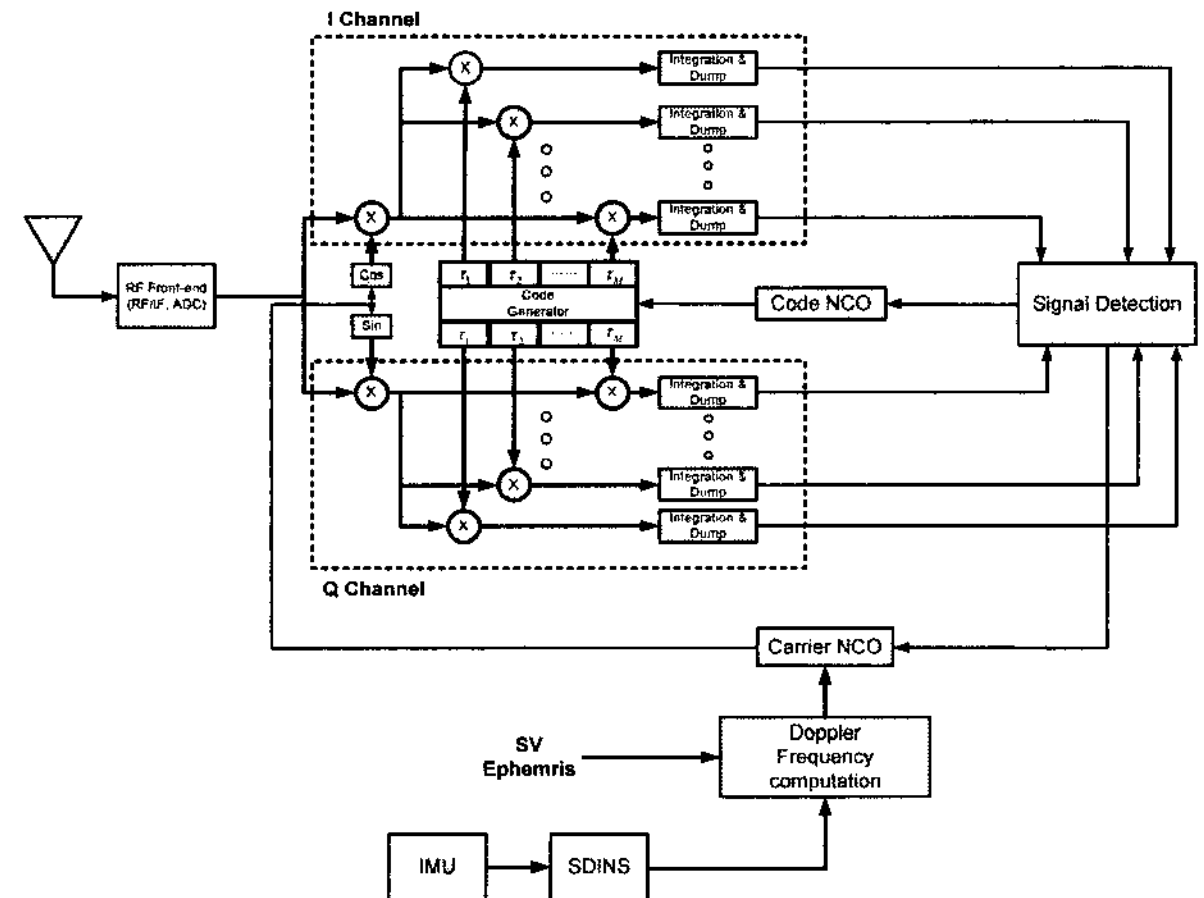 I Channel
Integration &
Dump
Integration &
Dump
X
X
X
X
Integration &
Dump
RF Front-end
(RF/IF, ADC)
Cos
Sin
τ1 τ2 ...... τM
Code
Generator
τ1 τ2 ...... τM
Code NCO
Signal Detection
X
X
X
X
Integration &
Dump
Integration &
Dump
Integration &
Dump
Q Channel
Carrier NCO
Doppler
Frequency
computation
SV
Ephemris
IMU
SDINS